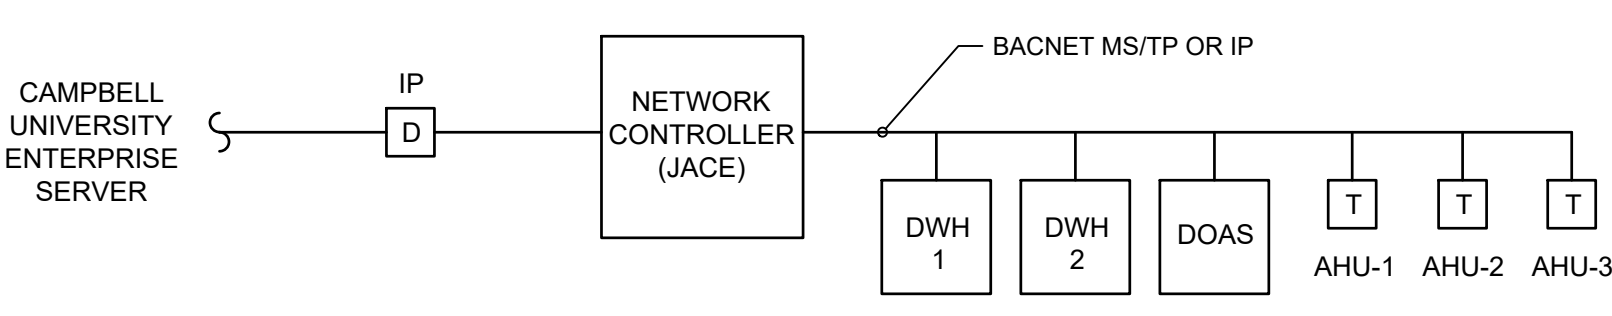 CAMPBELL
UNIVERSITY
ENTERPRISE
SERVER
IP
D
NETWORK
CONTROLLER
(JACE)
BACNET MS/TP OR IP
DWH
1
DWH
2
DOAS
T
AHU-1
T
AHU-2
T
AHU-3